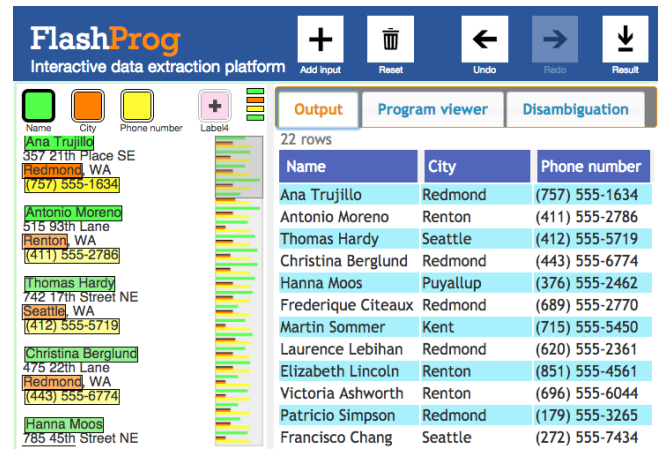 FlashProg
Interactive data extraction platform
Add input
Reset
Undo
Redo
Result
Name
City
Phone number
Label4
Ana Trujillo
357 21th Place SE
Redmond, WA
(757) 555-1634
Antonio Moreno
515 93th Lane
Renton, WA
(411) 555-2786
Thomas Hardy
742 17th Street NE
Seattle, WA
(412) 555-5719
Christina Berglund
475 22th Lane
Redmond, WA
(443) 555-6774
Hanna Moos
785 45th Street NE
Output Program viewer Disambiguation
22 rows
Name City Phone number
Ana Trujillo Redmond (757) 555-1634
Antonio Moreno Renton (411) 555-2786
Thomas Hardy Seattle (412) 555-5719
Christina Berglund Redmond (443) 555-6774
Hanna Moos Puyallup (376) 555-2462
Frederique Citeaux Redmond (689) 555-2770
Martin Sommer Kent (715) 555-5450
Laurence Lebihan Redmond (620) 555-2361
Elizabeth Lincoln Renton (851) 555-4561
Victoria Ashworth Renton (696) 555-6044
Patricio Simpson Redmond (179) 555-3265
Francisco Chang Seattle (272) 555-7434